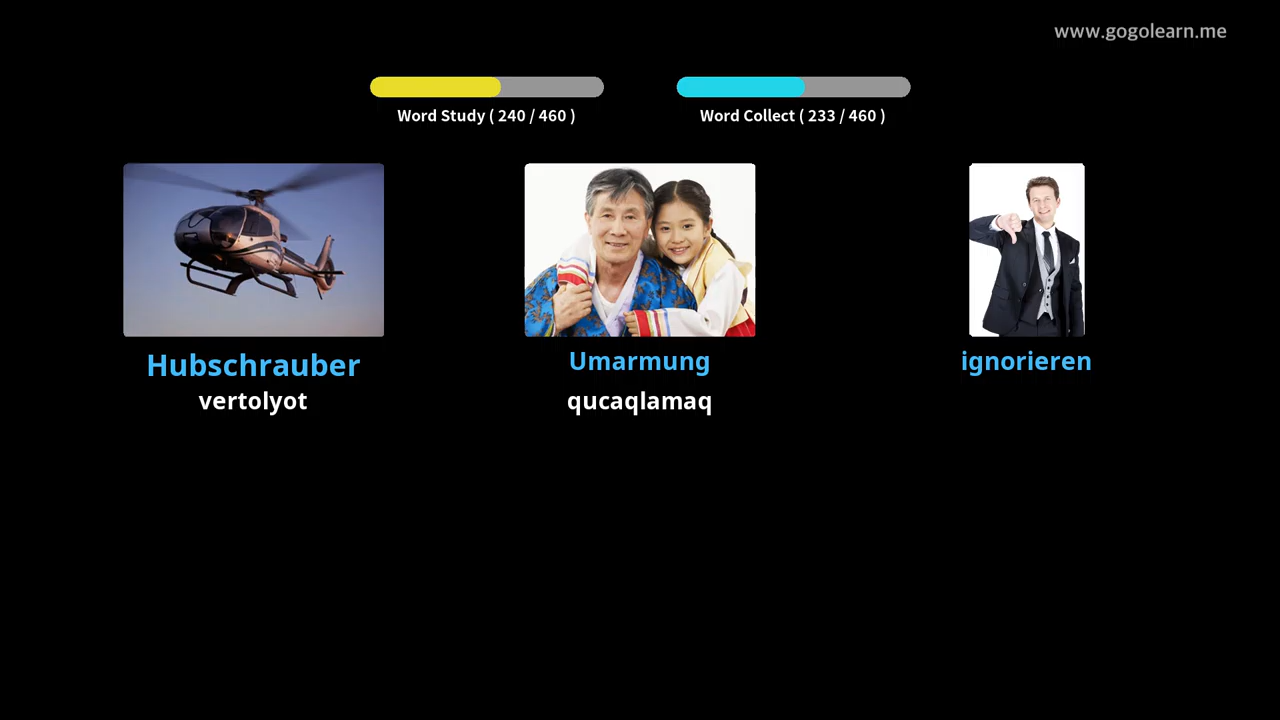 www.gogolearn.me
Word Study ( 240 / 460 )
Word Collect ( 233 / 460 )
Hubschrauber
vertolyot
Umarmung
qucaqlamaq
ignorieren